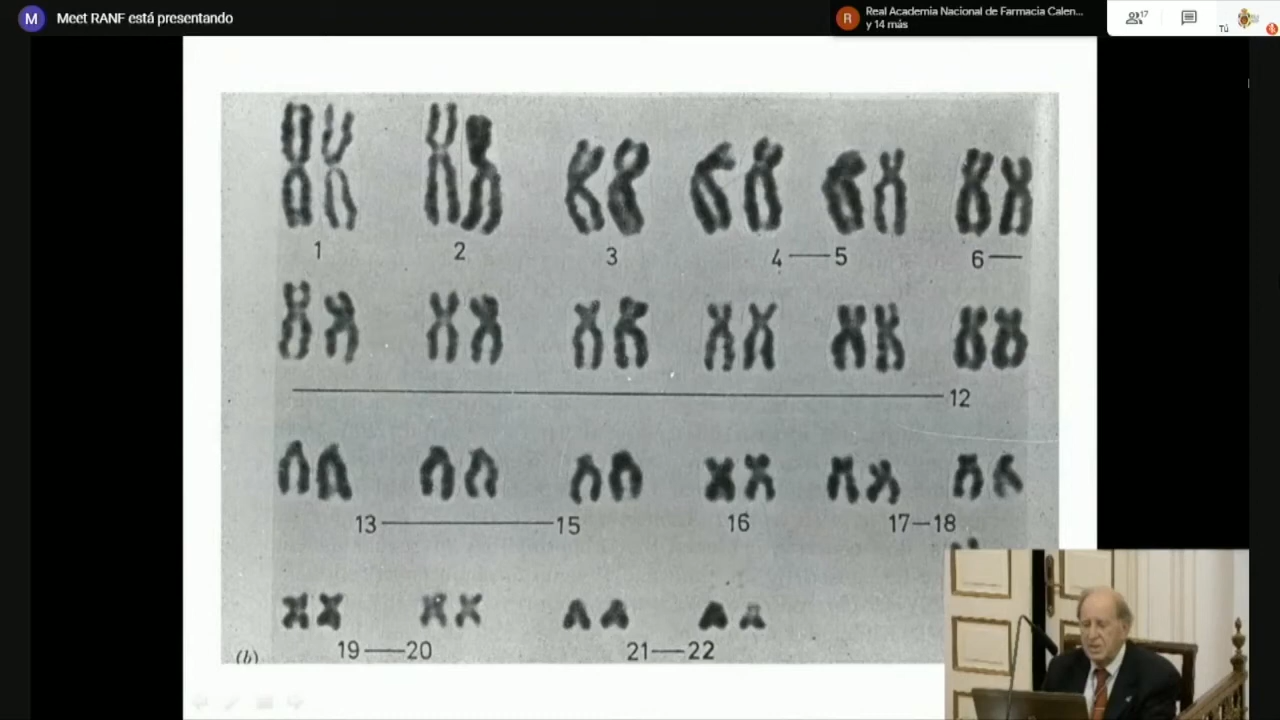 M Meet RANF está presentando
R Real Academia Nacional de Farmacia Calen...
y 14 más
17
Tú
1 2 3 4 — 5 6 —
12
13 — 15 16 17 — 18
19 — 20 21 — 22
(b)